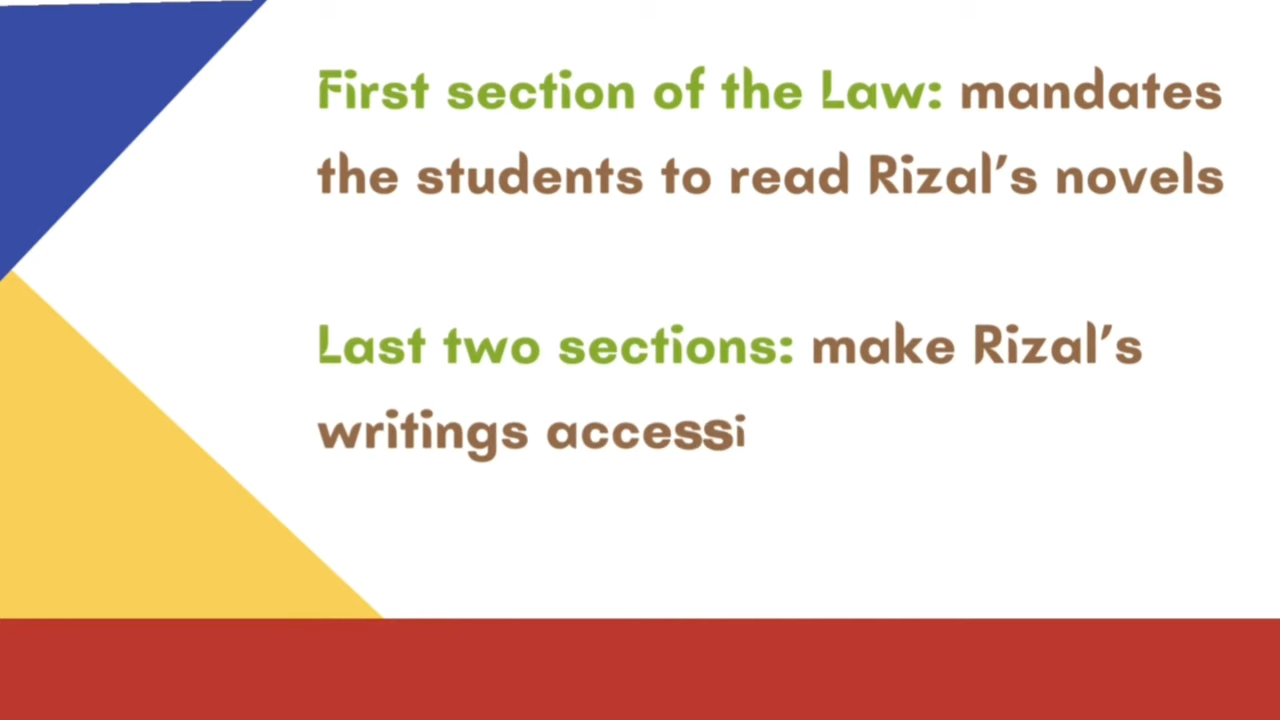 First section of the Law: mandates
the students to read Rizal's novels
Last two sections: make Rizal's
writings accessi